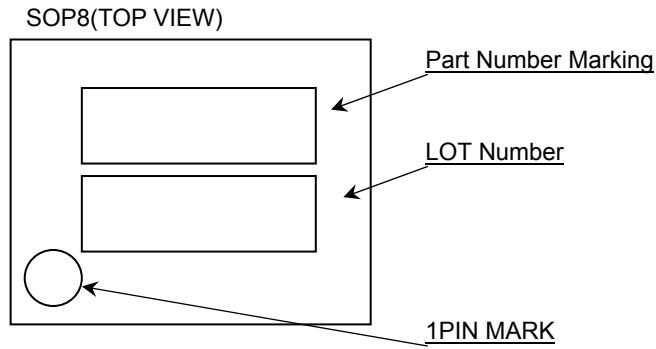 SOP8(TOP VIEW)
Part Number Marking
LOT Number
1PIN MARK